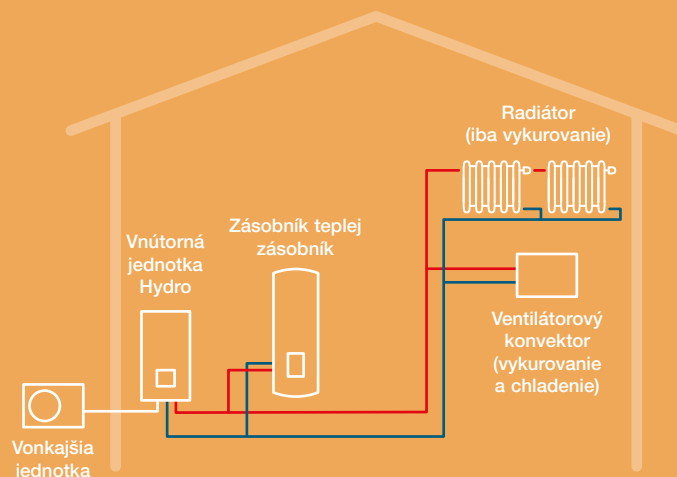 Radiátor
(iba vykurovanie)
Zásobník teplej
zásobník
Vnútorná
jednotka
Hydro
Ventilátorový
konvektor
(vykurovanie
a chladenie)
Vonkajšia
jednotka